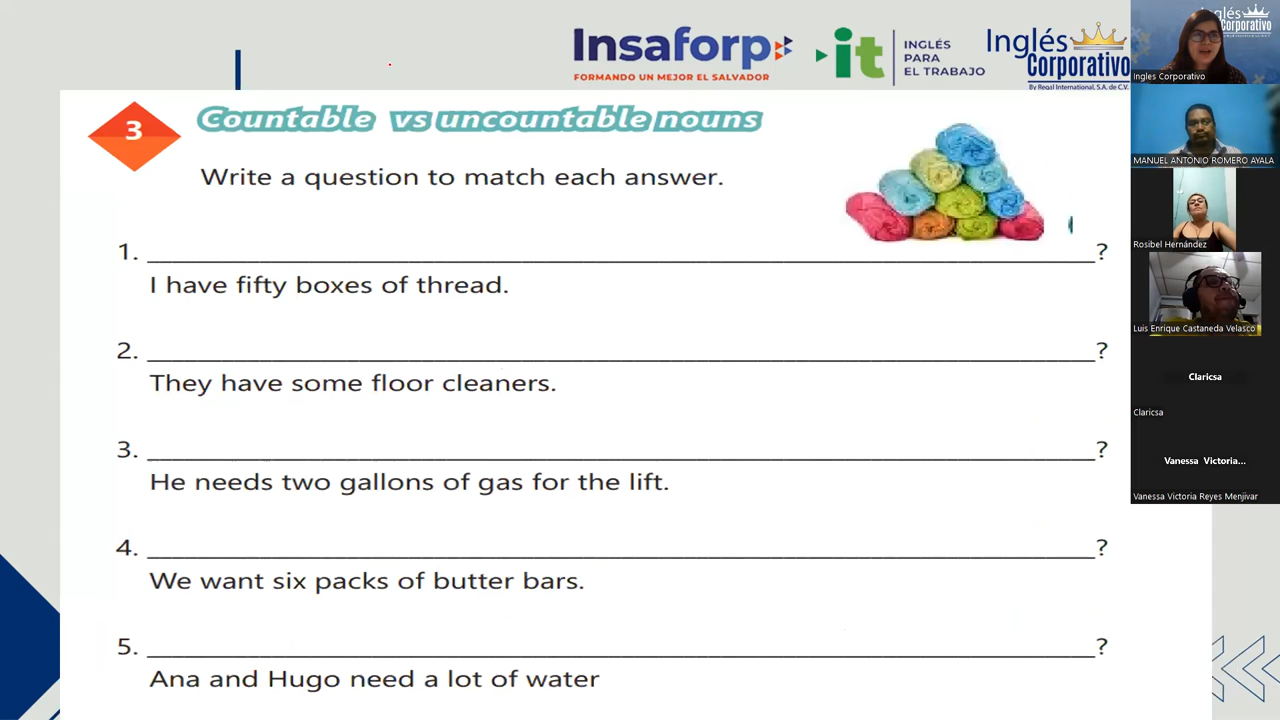 Insaforp
FORMANDO UN MEJOR EL SALVADOR
it
INGLÉS
PARA
EL TRABAJO
Inglés
Corporativo
By Regal International, S.A. de C.V.
3
Countable vs uncountable nouns
Write a question to match each answer.
1. ?
I have fifty boxes of thread.
2. ?
They have some floor cleaners.
3. ?
He needs two gallons of gas for the lift.
4. ?
We want six packs of butter bars.
5. ?
Ana and Hugo need a lot of water
Ingles Corporativo
MANUEL ANTONIO ROMERO AYALA
Rosibel Hernández
Luis Enrique Castaneda Velasco
Claricsa
Claricsa
Vanessa Victoria...
Vanessa Victoria Reyes Menjivar